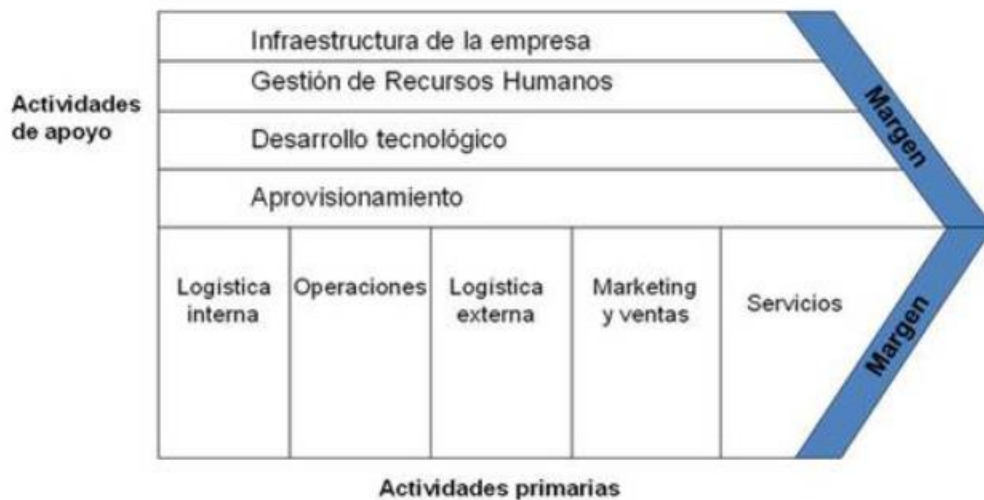 Infraestructura de la empresa
Gestión de Recursos Humanos
Actividades
de apoyo
Desarrollo tecnológico
Aprovisionamiento
Margen
Logística
interna
Operaciones
Logística
externa
Marketing
y ventas
Servicios
Margen
Actividades primarias